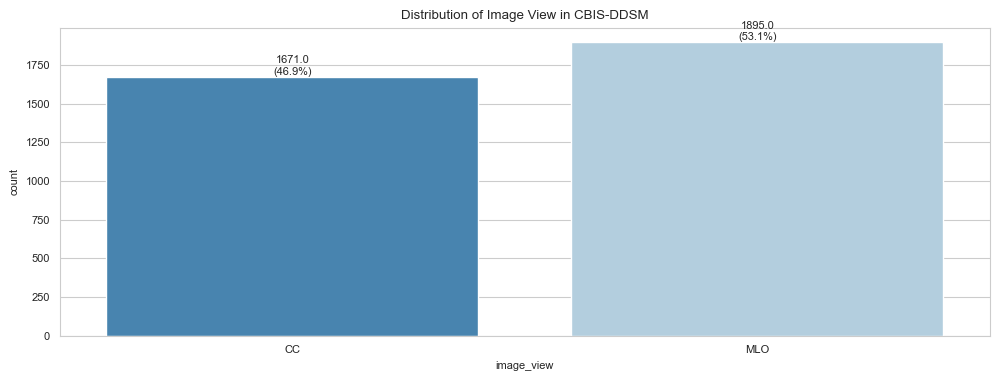 Distribution of Image View in CBIS-DDSM
1895.0
(53.1%)
1671.0
(46.9%)
1750
1500
1250
1000
750
500
250
0
count
CC
MLO
image_view